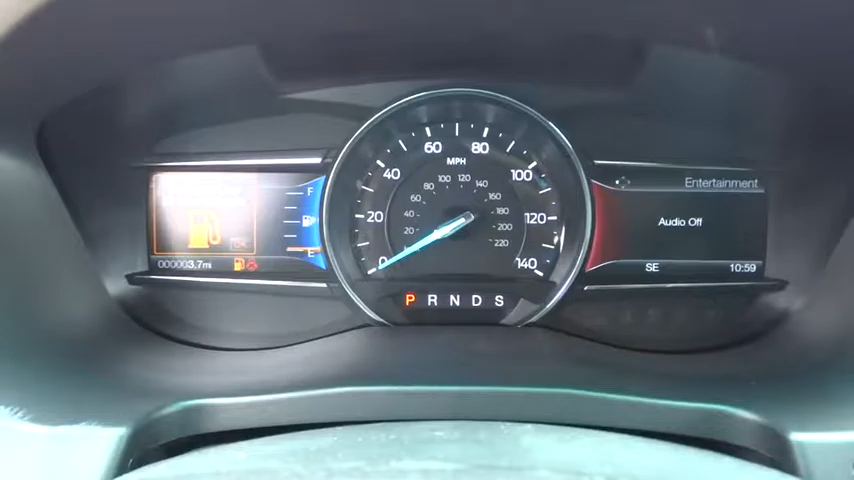 F
E
OK
000003.7mi
60
80
MPH
40
100
20
120
0
140
100
120
80
140
60
160
40
180
20
200
220
P R N D S
Entertainment
Audio Off
SE
10:59